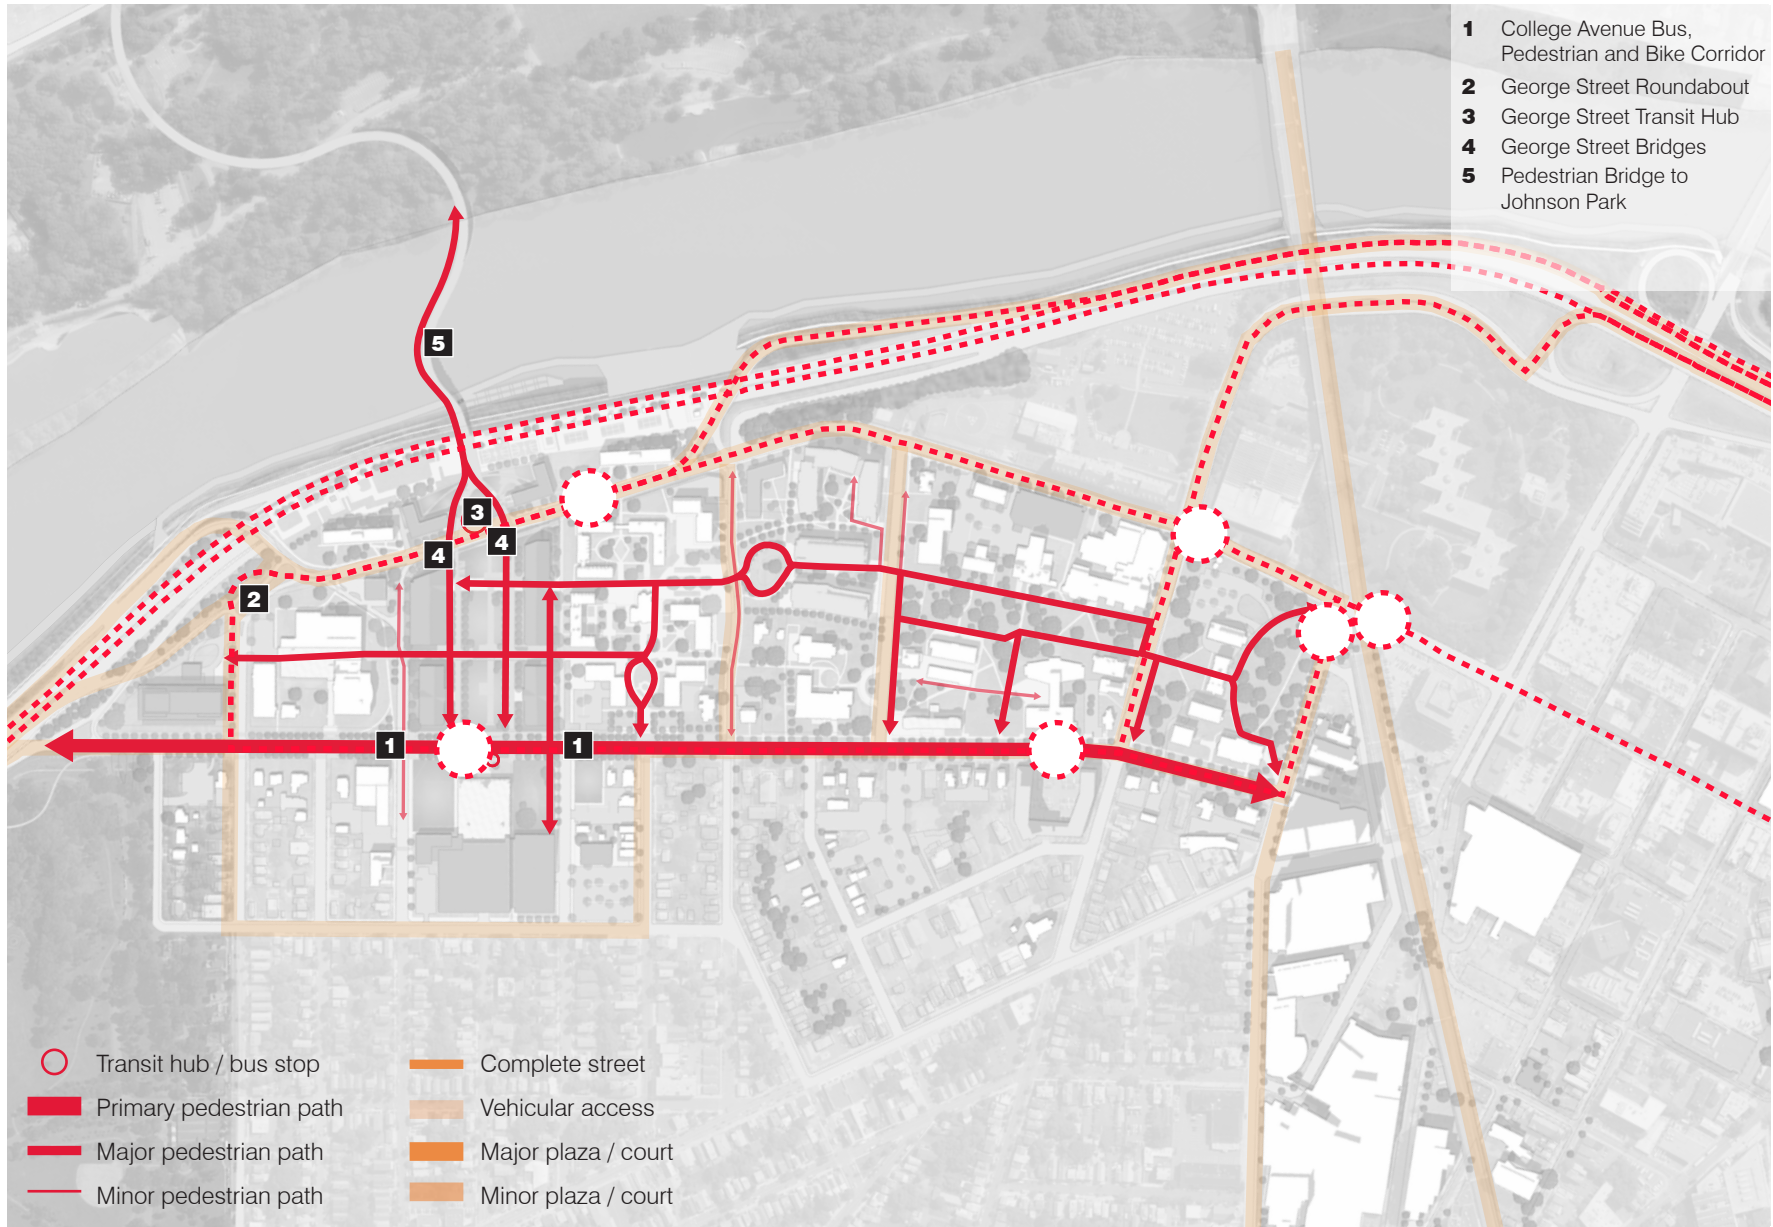 1 College Avenue Bus,
Pedestrian and Bike Corridor
2 George Street Roundabout
3 George Street Transit Hub
4 George Street Bridges
5 Pedestrian Bridge to
Johnson Park
5
3
4
4
2
1
1
Transit hub / bus stop
Primary pedestrian path
Major pedestrian path
Minor pedestrian path
Complete street
Vehicular access
Major plaza / court
Minor plaza / court